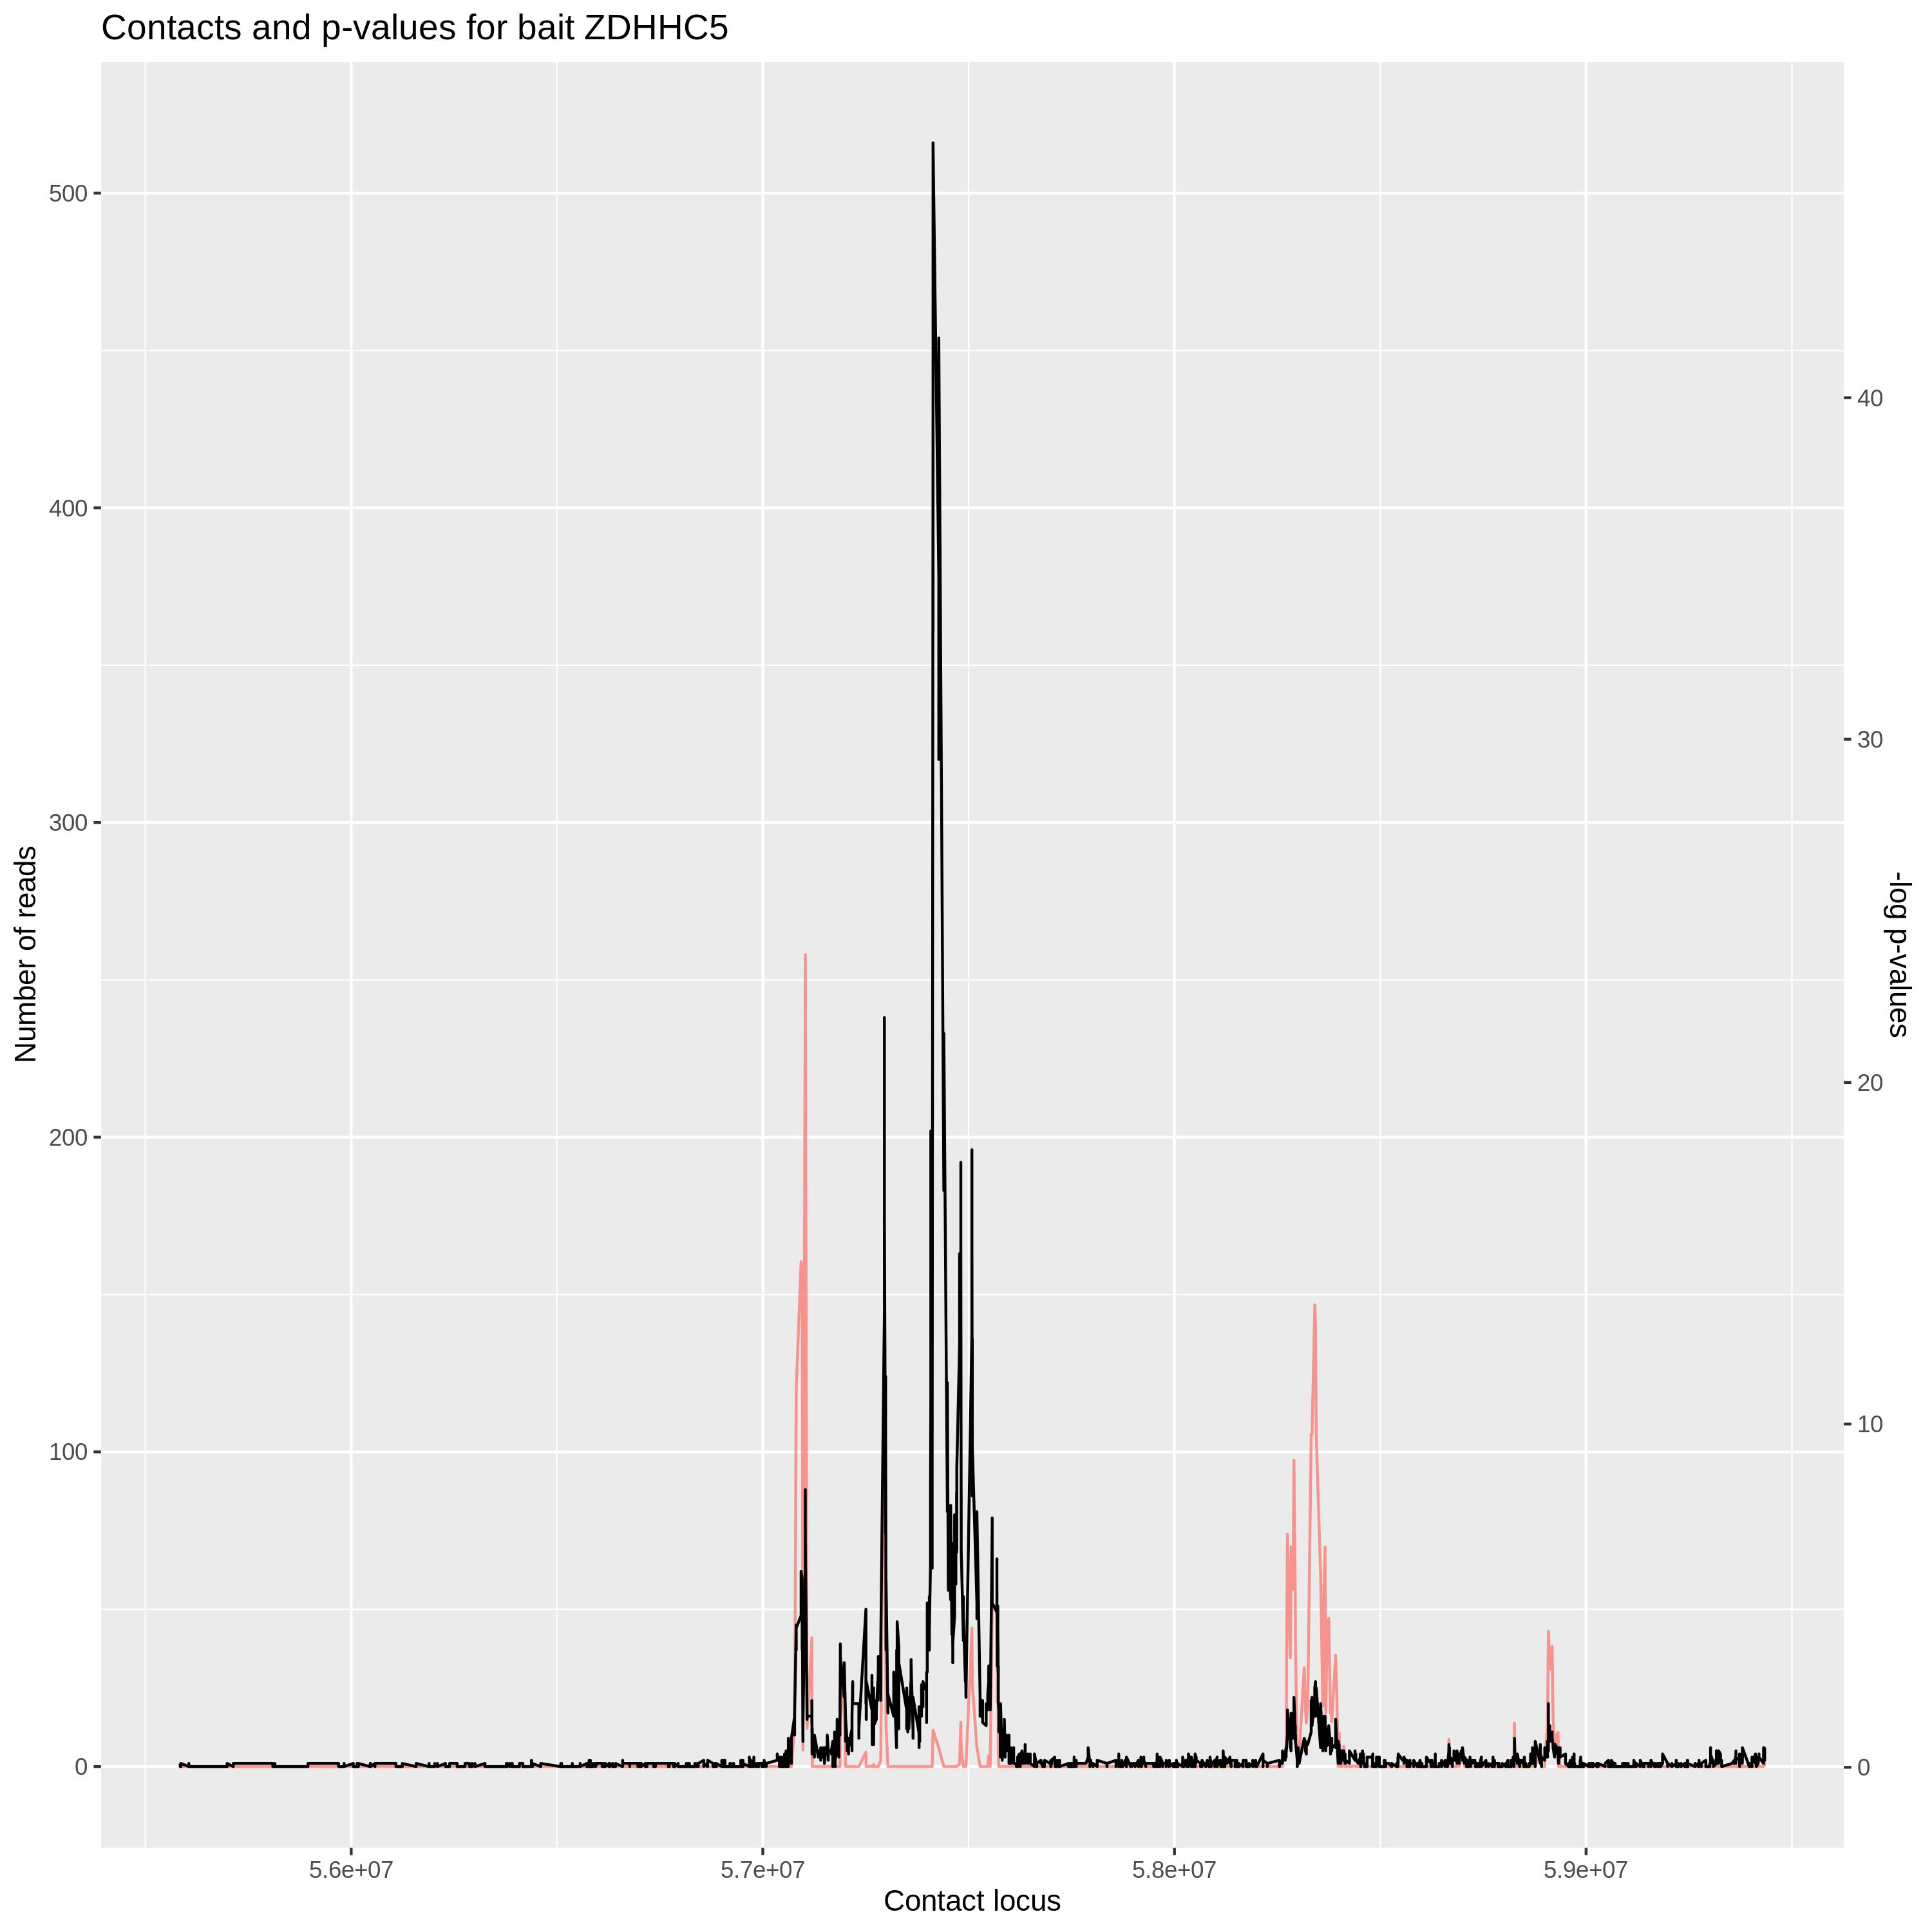 Contacts and p-values for bait ZDHHC5
500
400
300
200
100
0
Number of reads
40
30
20
10
0
-log p-values
5.6e+07
5.7e+07
5.8e+07
5.9e+07
Contact locus